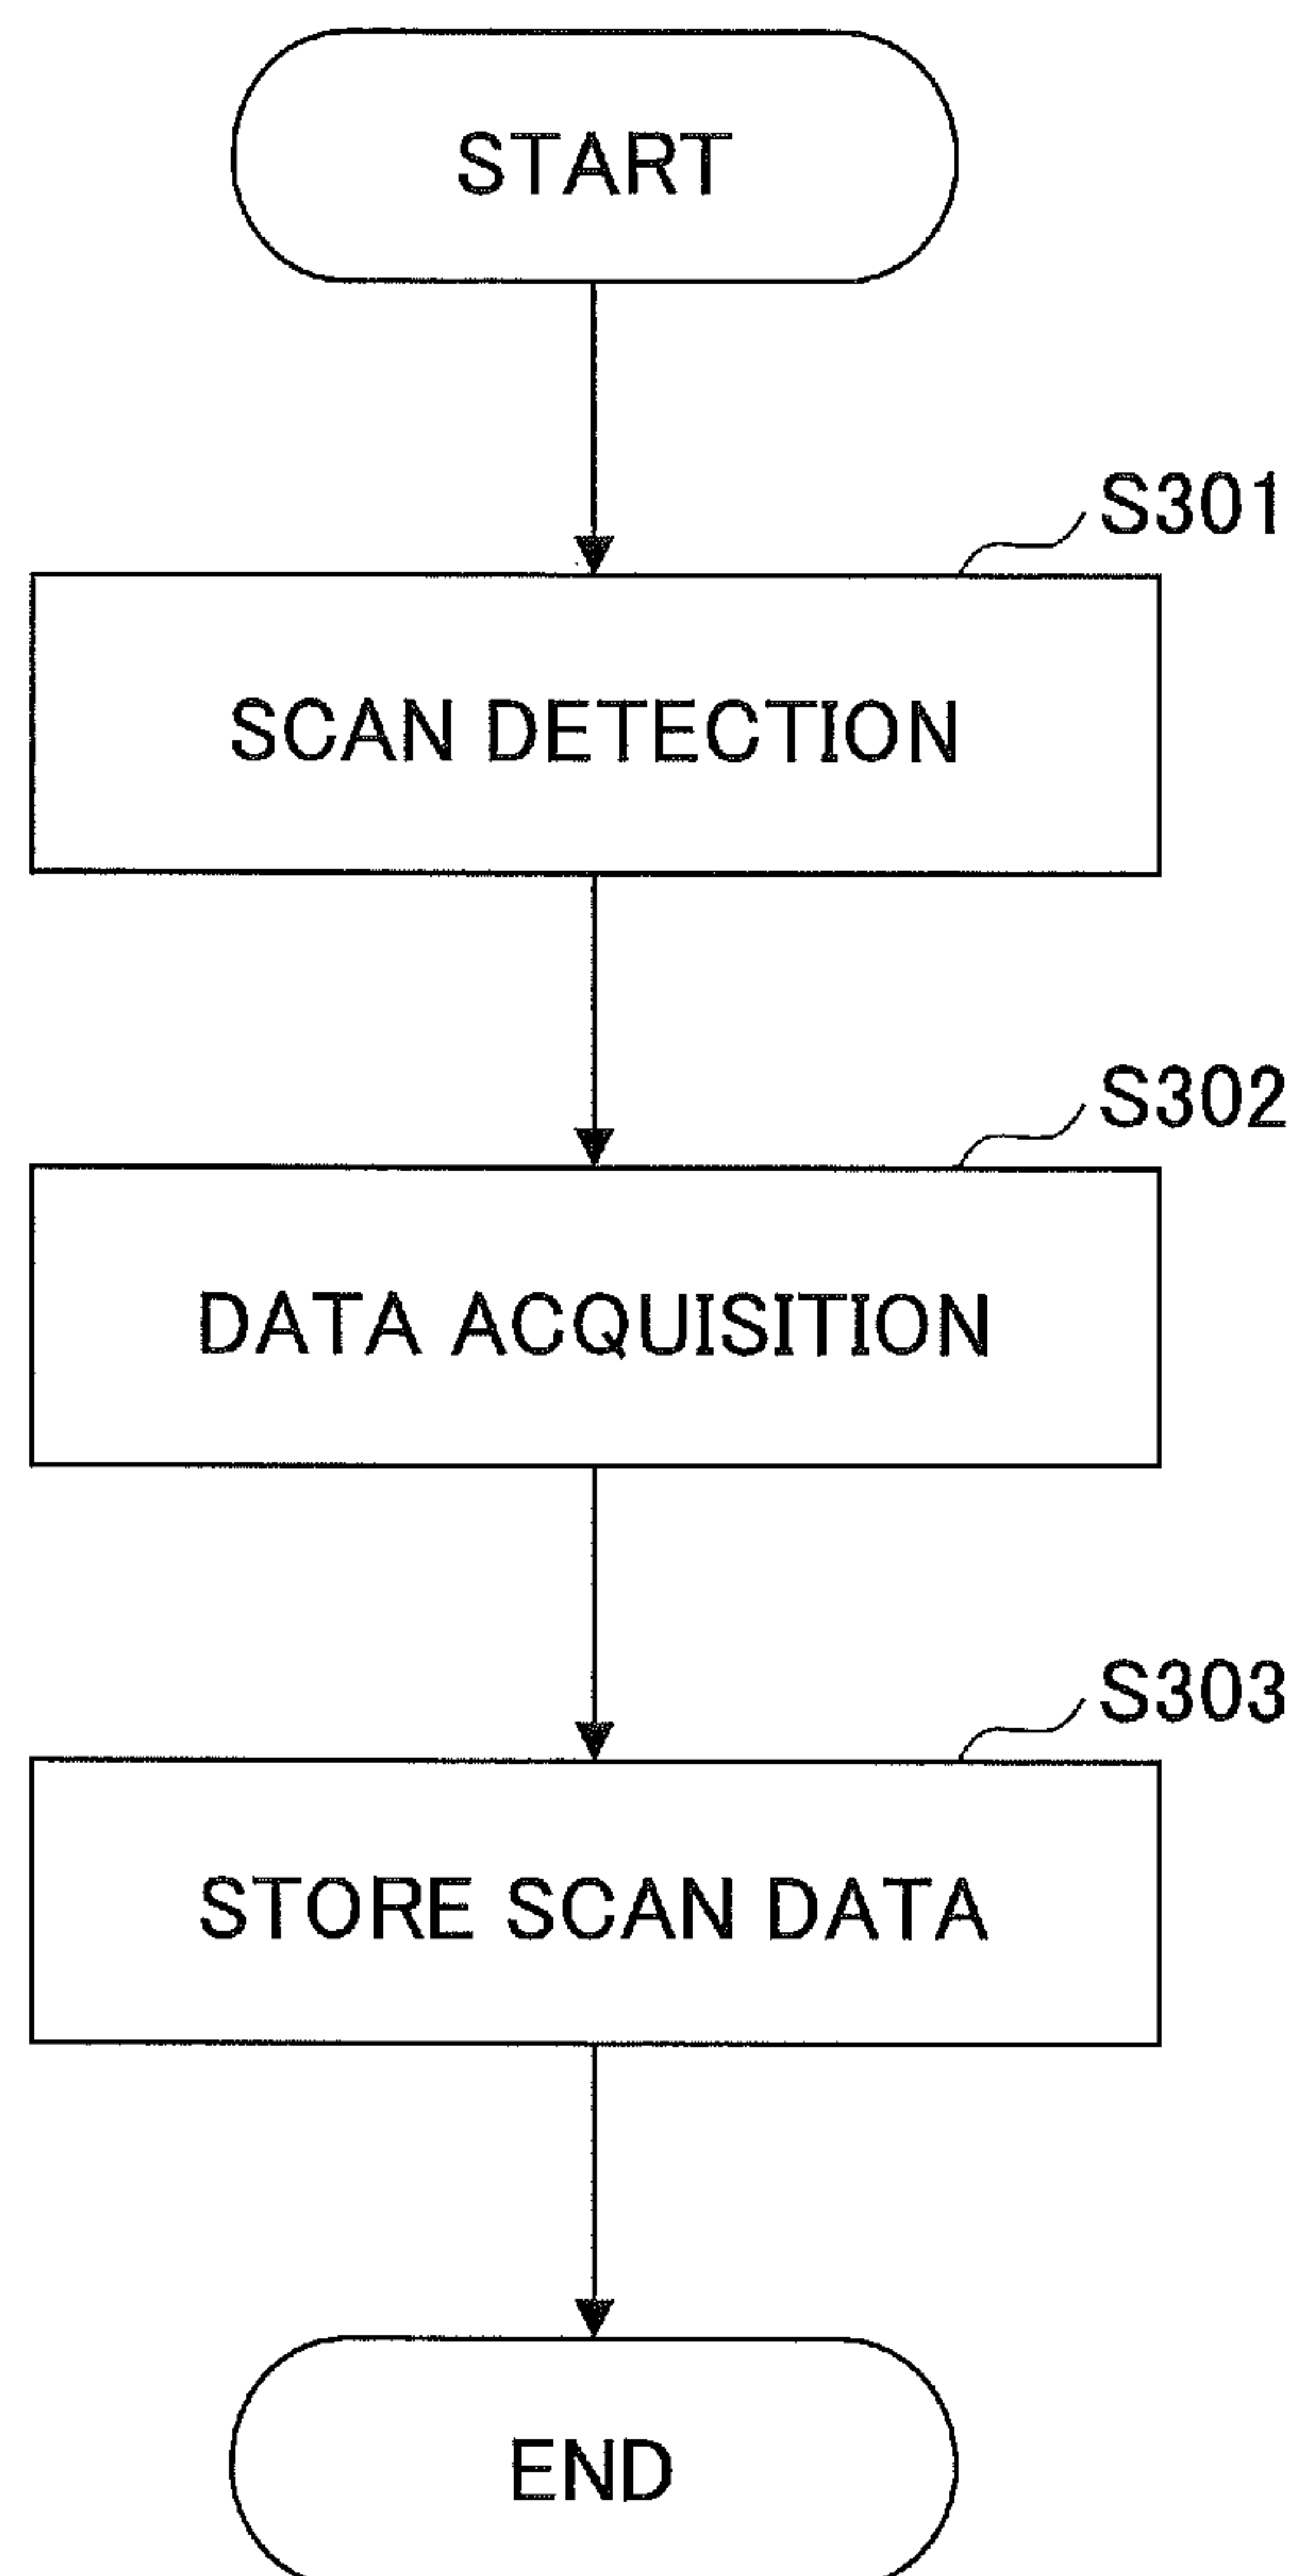 START
S301
SCAN DETECTION
S302
DATA ACQUISITION
S303
STORE SCAN DATA
END